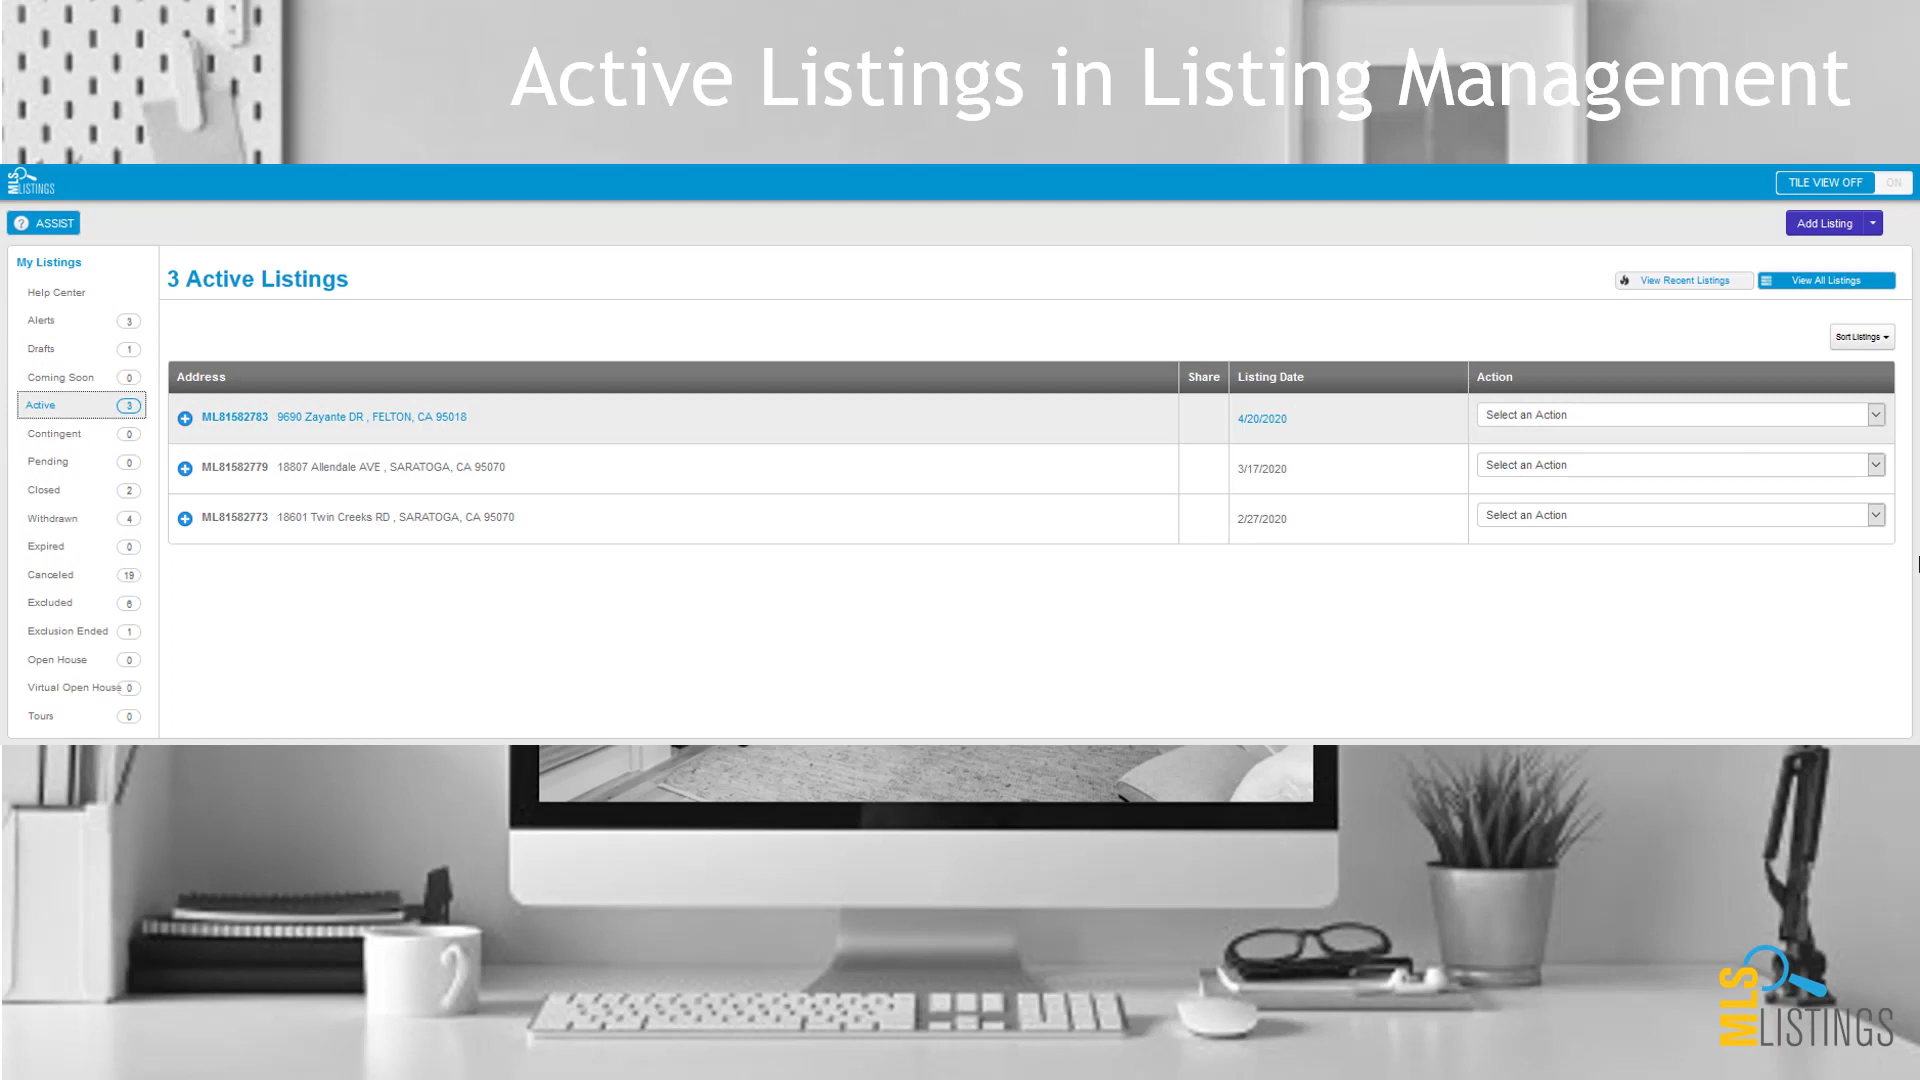 Active Listings in Listing Management
MLS LISTINGS
TILE VIEW OFF ON
? ASSIST
Add Listing
My Listings
3 Active Listings
View Recent Listings
View All Listings
Help Center
Alerts 3
Drafts 1
Coming Soon 0
Active 3
Contingent 0
Pending 0
Closed 2
Withdrawn 4
Expired 0
Canceled 19
Excluded 6
Exclusion Ended 1
Open House 0
Virtual Open House 0
Tours 0
Sort Listings
Address Share Listing Date Action
ML81582783 9690 Zayante DR , FELTON, CA 95018 4/20/2020 Select an Action
ML81582779 18807 Allendale AVE , SARATOGA, CA 95070 3/17/2020 Select an Action
ML81582773 18601 Twin Creeks RD , SARATOGA, CA 95070 2/27/2020 Select an Action
MLS LISTINGS